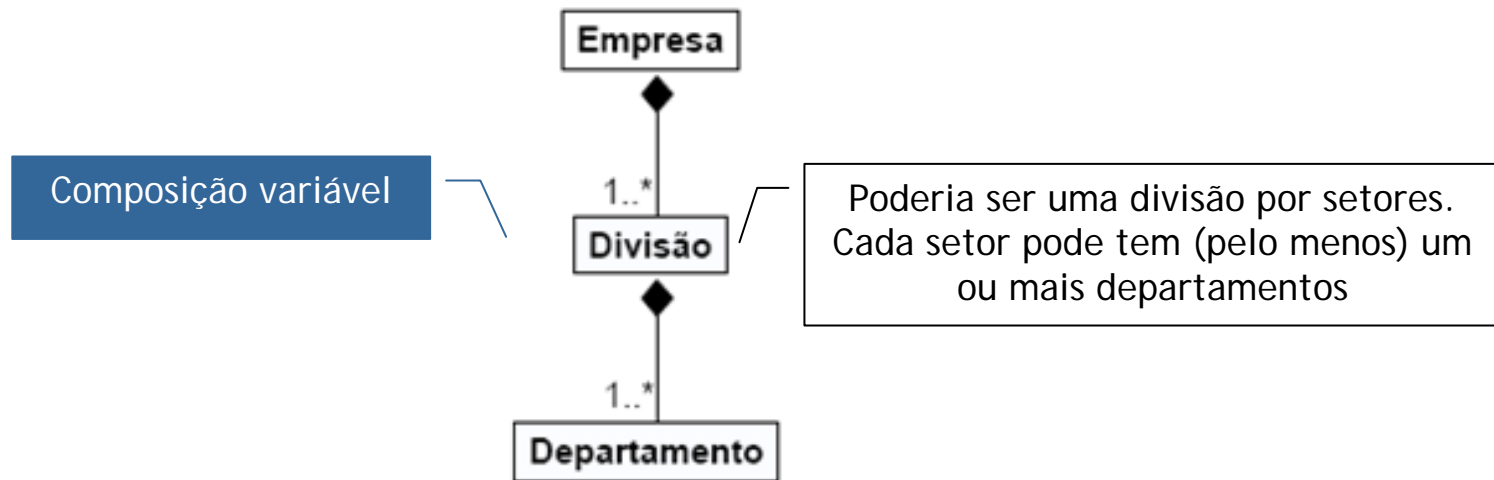 Empresa
Composição variável
1..*
Divisão
Poderia ser uma divisão por setores.
Cada setor pode tem (pelo menos) um
ou mais departamentos
1..*
Departamento